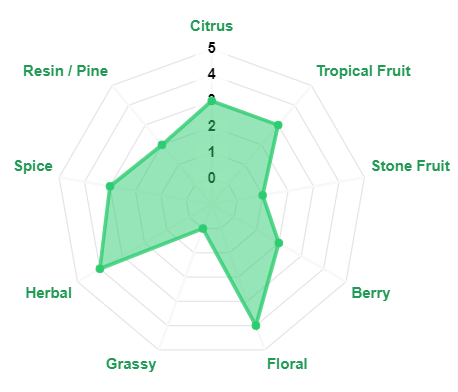 Citrus
5
Resin / Pine
Tropical Fruit
4
3
2
Spice
Stone Fruit
1
0
Herbal
Berry
Grassy
Floral